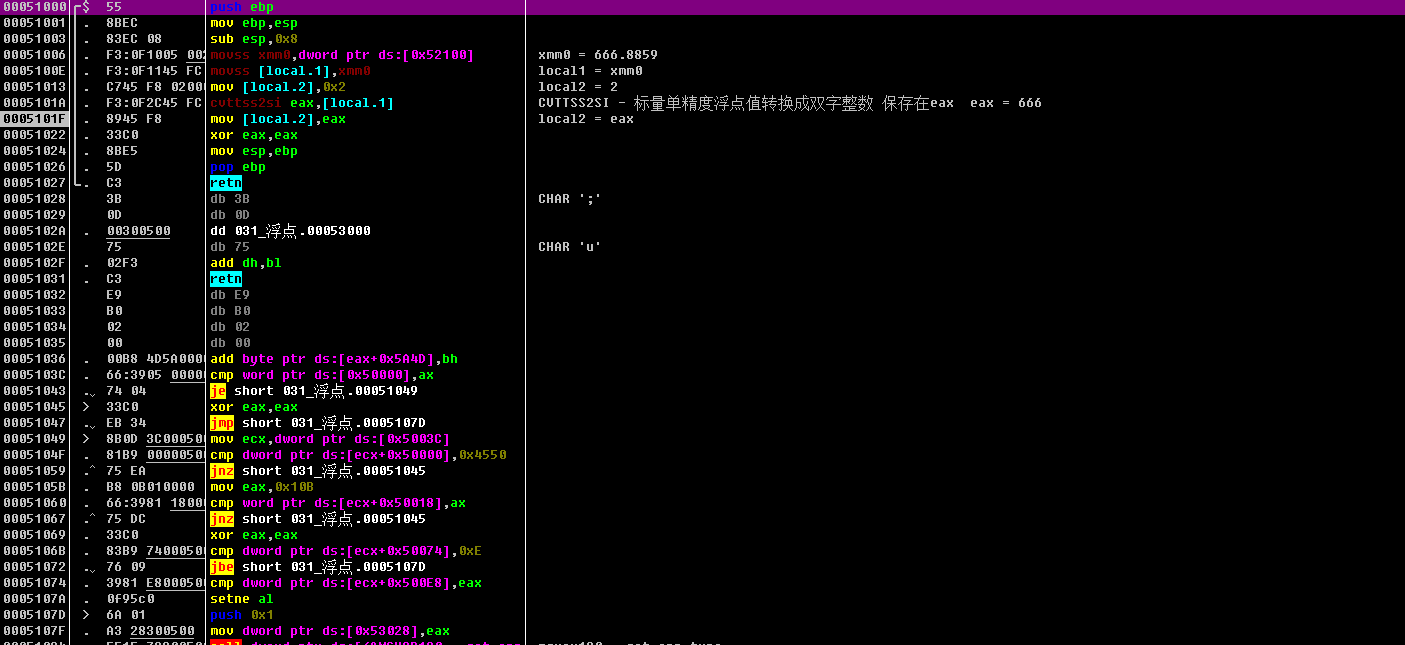 00051000 $ 55 push ebp
00051001 . 8BEC mov ebp,esp
00051003 . 83EC 08 sub esp,0x8
00051006 . F3:0F1005 002 movss xmm0,dword ptr ds:[0x52100] xmm0 = 666.8859
0005100E . F3:0F1145 FC movss [local.1],xmm0 local1 = xmm0
00051013 . C745 F8 0200 mov [local.2],0x2 local2 = 2
0005101A . F3:0F2C45 FC cvttss2si eax,[local.1] CVTTSS2SI - 标量单精度浮点值转换成双字整数 保存在eax eax = 666
0005101F . 8945 F8 mov [local.2],eax local2 = eax
00051022 . 33C0 xor eax,eax
00051024 . 8BE5 mov esp,ebp
00051026 . 5D pop ebp
00051027 . C3 retn
00051028 3B db 3B CHAR ';'
00051029 0D db 0D
0005102A . 00300500 dd 031_浮点.00053000
0005102E 75 db 75 CHAR 'u'
0005102F . 02F3 add dh,bl
00051031 . C3 retn
00051032 E9 db E9
00051033 B0 db B0
00051034 02 db 02
00051035 00 db 00
00051036 . 00B8 4D5A0000 add byte ptr ds:[eax+0x5A4D],bh
0005103C . 66:3905 0000 cmp word ptr ds:[0x50000],ax
00051043 .ˇ 74 04 je short 031_浮点.00051049
00051045 > 33C0 xor eax,eax
00051047 .ˇ EB 34 jmp short 031_浮点.0005107D
00051049 > 8B0D 3C000500 mov ecx,dword ptr ds:[0x5003C]
0005104F . 81B9 00000500 cmp dword ptr ds:[ecx+0x50000],0x4550
00051059 .^ 75 EA jnz short 031_浮点.00051045
0005105B . B8 0B010000 mov eax,0x10B
00051060 . 66:3981 1800 cmp word ptr ds:[ecx+0x50018],ax
00051067 .^ 75 DC jnz short 031_浮点.00051045
00051069 . 33C0 xor eax,eax
0005106B . 83B9 74000500 cmp dword ptr ds:[ecx+0x50074],0xE
00051072 .ˇ 76 09 jbe short 031_浮点.0005107D
00051074 . 3981 E8000500 cmp dword ptr ds:[ecx+0x500E8],eax
0005107A . 0f95c0 setne al
0005107D > 6A 01 push 0x1
0005107F . A3 28300500 mov dword ptr ds:[0x53028],eax